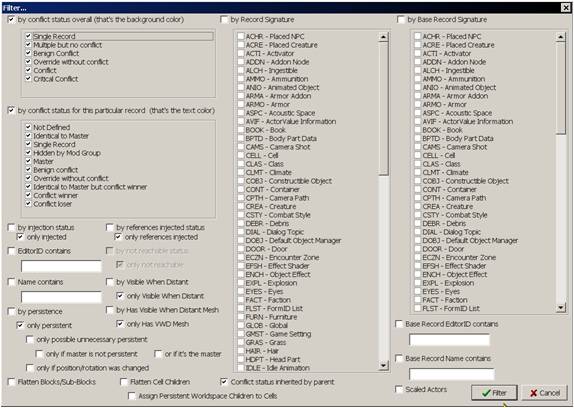 Filter...
by conflict status overall (that's the background color)
Single Record
Multiple but no conflict
Benign Conflict
Override without conflict
Conflict
Critical Conflict
by conflict status for this particular record (that's the text color)
Not Defined
Identical to Master
Single Record
Hidden by Mod Group
Master
Benign conflict
Override without conflict
Identical to Master but conflict winner
Conflict winner
Conflict loser
by injection status
only injected
by references injected status
only references injected
EditorID contains
by not reachable status
only not reachable
Name contains
by Visible When Distant
only Visible When Distant
by persistence
only persistent
by Has Visible When Distant Mesh
only Has VWD Mesh
only possible unnecessary persistent
only if master is not persistent
or if it's the master
only if position/rotation was changed
Flatten Blocks/Sub-Blocks
Flatten Cell Children
Conflict status inherited by parent
Assign Persistent Worldspace Children to Cells
by Record Signature
ACHR - Placed NPC
ACRE - Placed Creature
ACTI - Activator
ADDN - Addon Node
ALCH - Ingestible
AMMO - Ammunition
ANIO - Animated Object
ARMA - Armor Addon
ARMO - Armor
ASPC - Acoustic Space
AVIF - ActorValue Information
BOOK - Book
BPTD - Body Part Data
CAMS - Camera Shot
CELL - Cell
CLAS - Class
CLMT - Climate
COBJ - Constructible Object
CONT - Container
CPTH - Camera Path
CREA - Creature
CSTY - Combat Style
DEBR - Debris
DIAL - Dialog Topic
DOBJ - Default Object Manager
DOOR - Door
ECZN - Encounter Zone
EFSH - Effect Shader
ENCH - Object Effect
EXPL - Explosion
EYES - Eyes
FACT - Faction
FLST - FormID List
FURN - Furniture
GLOB - Global
GMST - Game Setting
GRAS - Grass
HAIR - Hair
HDPT - Head Part
IDLE - Idle Animation
by Base Record Signature
ACHR - Placed NPC
ACRE - Placed Creature
ACTI - Activator
ADDN - Addon Node
ALCH - Ingestible
AMMO - Ammunition
ANIO - Animated Object
ARMA - Armor Addon
ARMO - Armor
ASPC - Acoustic Space
AVIF - ActorValue Information
BOOK - Book
BPTD - Body Part Data
CAMS - Camera Shot
CELL - Cell
CLAS - Class
CLMT - Climate
COBJ - Constructible Object
CONT - Container
CPTH - Camera Path
CREA - Creature
CSTY - Combat Style
DEBR - Debris
DIAL - Dialog Topic
DOBJ - Default Object Manager
DOOR - Door
ECZN - Encounter Zone
EFSH - Effect Shader
ENCH - Object Effect
EXPL - Explosion
EYES - Eyes
FACT - Faction
FLST - FormID List
Base Record EditorID contains
Base Record Name contains
Scaled Actors
Filter
Cancel